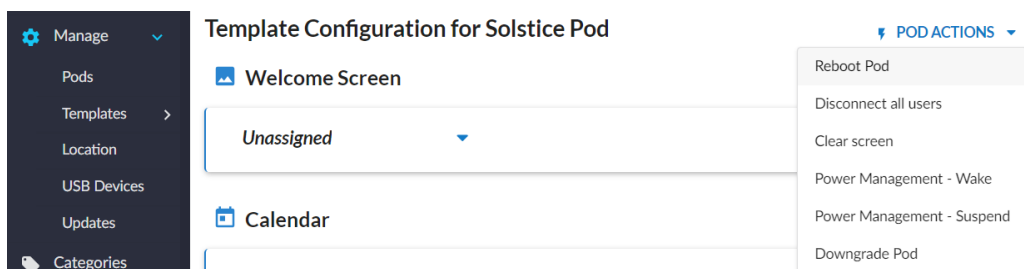 Manage
Pods
Templates
Location
USB Devices
Updates
Categories
Template Configuration for Solstice Pod
Welcome Screen
Unassigned
Calendar
POD ACTIONS
Reboot Pod
Disconnect all users
Clear screen
Power Management - Wake
Power Management - Suspend
Downgrade Pod